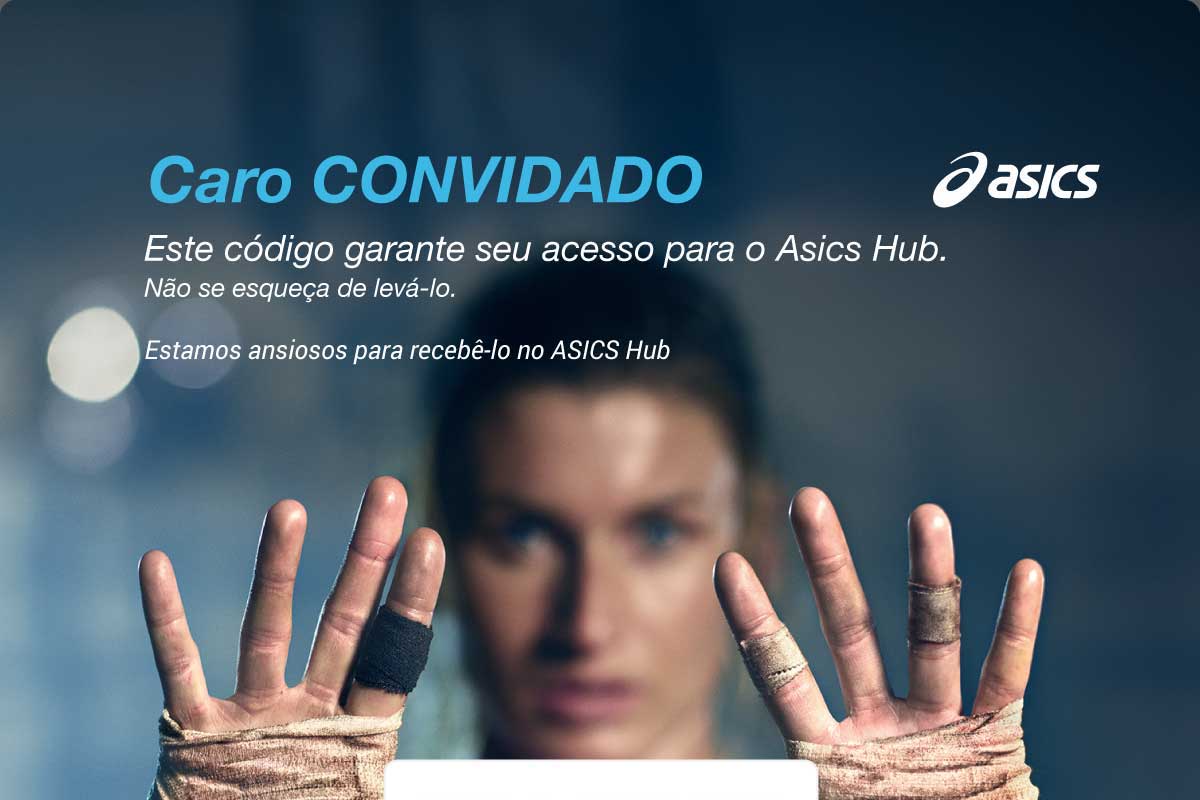 Caro CONVIDADO
asics
Este código garante seu acesso para o Asics Hub.
Não se esqueça de levá-lo.
Estamos ansiosos para recebê-lo no ASICS Hub